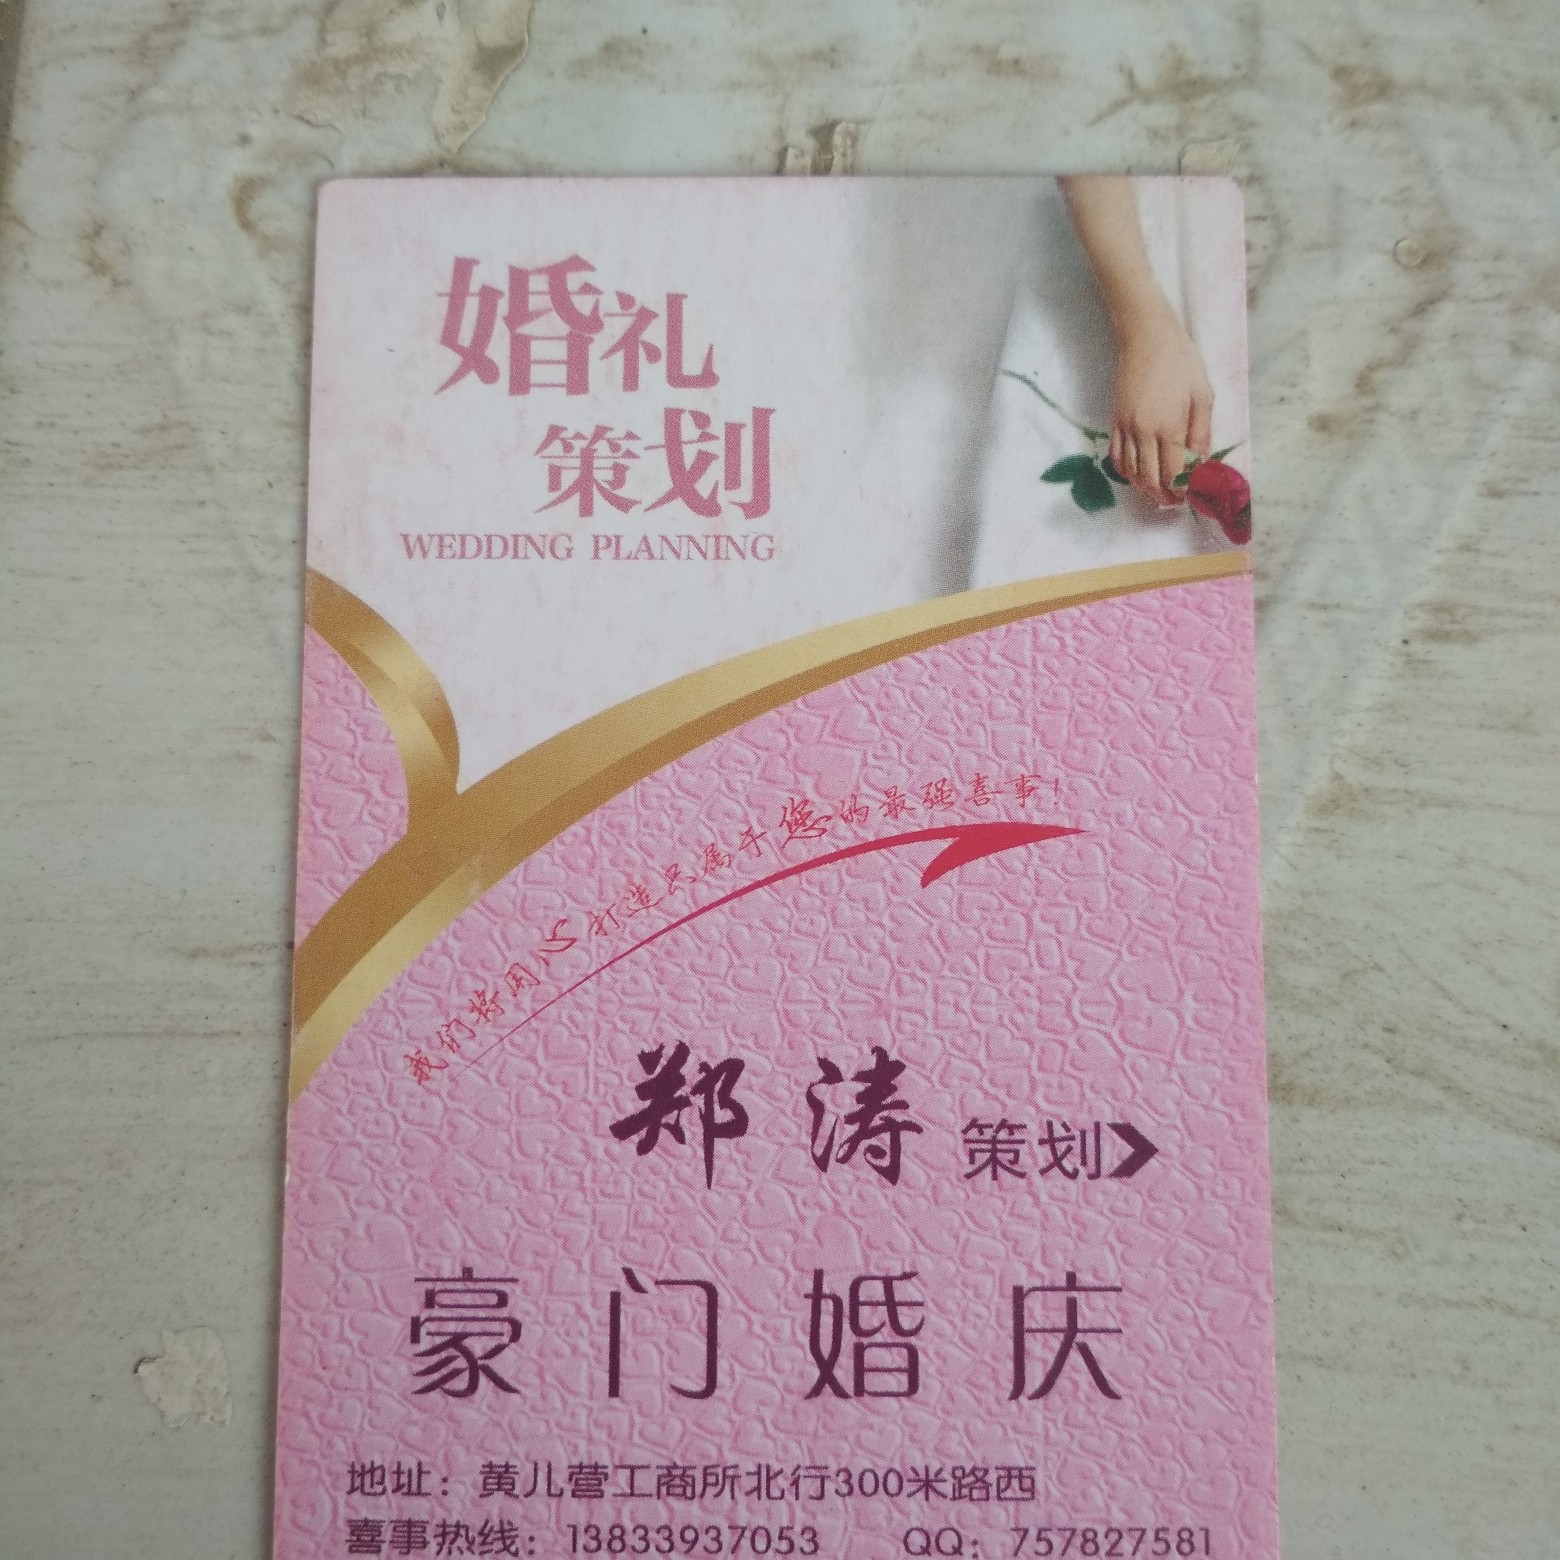 婚礼
策划
WEDDING PLANNING
我们将用心打造只属于您的最强喜事！
郑涛 策划
豪门婚庆
地址：黄儿营工商所北行300米路西
喜事热线：13833937053 QQ：757827581